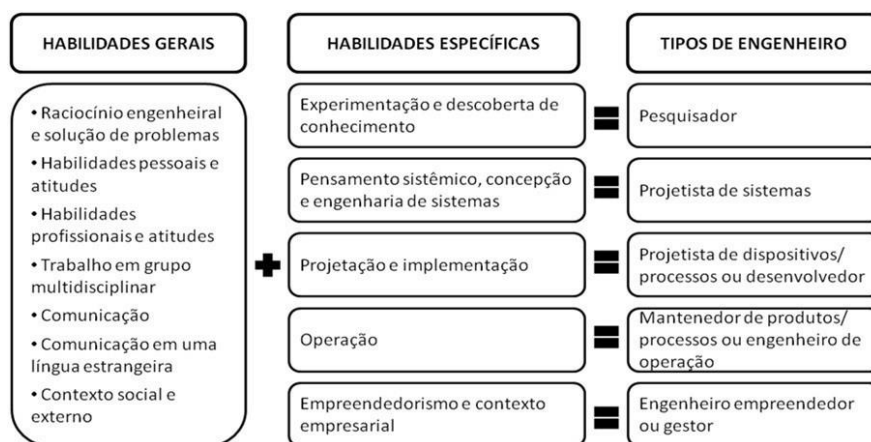 HABILIDADES GERAIS
• Raciocínio engenheiral
e solução de problemas
• Habilidades pessoais e
atitudes
• Habilidades
profissionais e atitudes
• Trabalho em grupo
multidisciplinar
• Comunicação
• Comunicação em uma
língua estrangeira
• Contexto social e
externo
HABILIDADES ESPECÍFICAS
TIPOS DE ENGENHEIRO
Experimentação e descoberta de
conhecimento
Pesquisador
Pensamento sistêmico, concepção
e engenharia de sistemas
Projetista de sistemas
Projetação e implementação
Projetista de dispositivos/
processos ou desenvolvedor
Operação
Mantenedor de produtos/
processos ou engenheiro de
operação
Empreendedorismo e contexto
empresarial
Engenheiro empreendedor
ou gestor